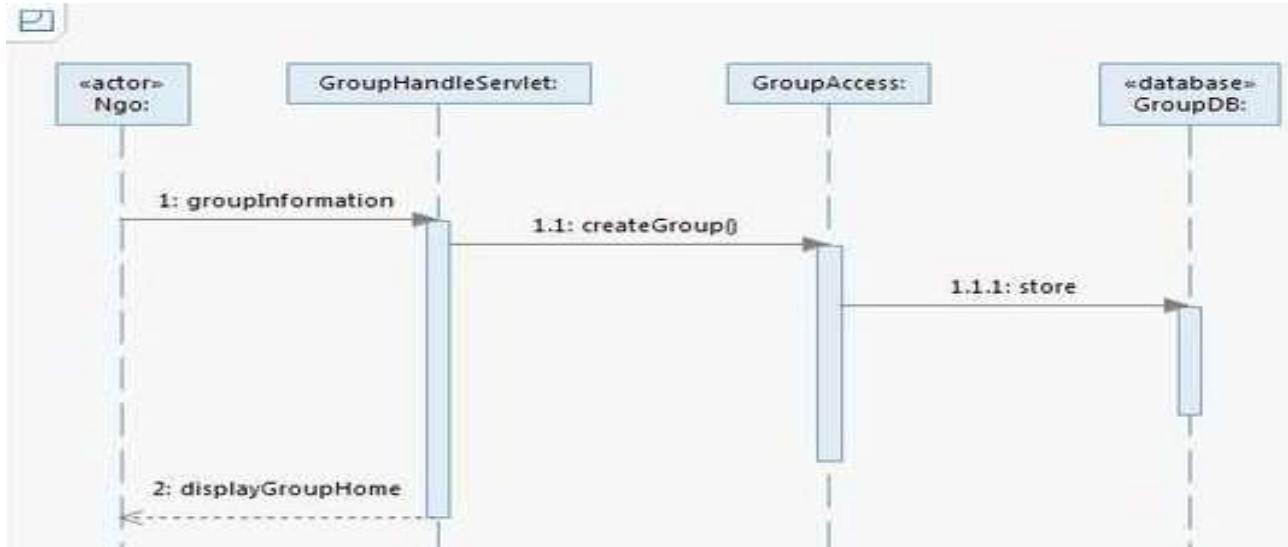 «actor»
Ngo:
GroupHandleServlet:
GroupAccess:
«database»
GroupDB:
1: groupInformation
1.1: createGroup()
1.1.1: store
2: displayGroupHome